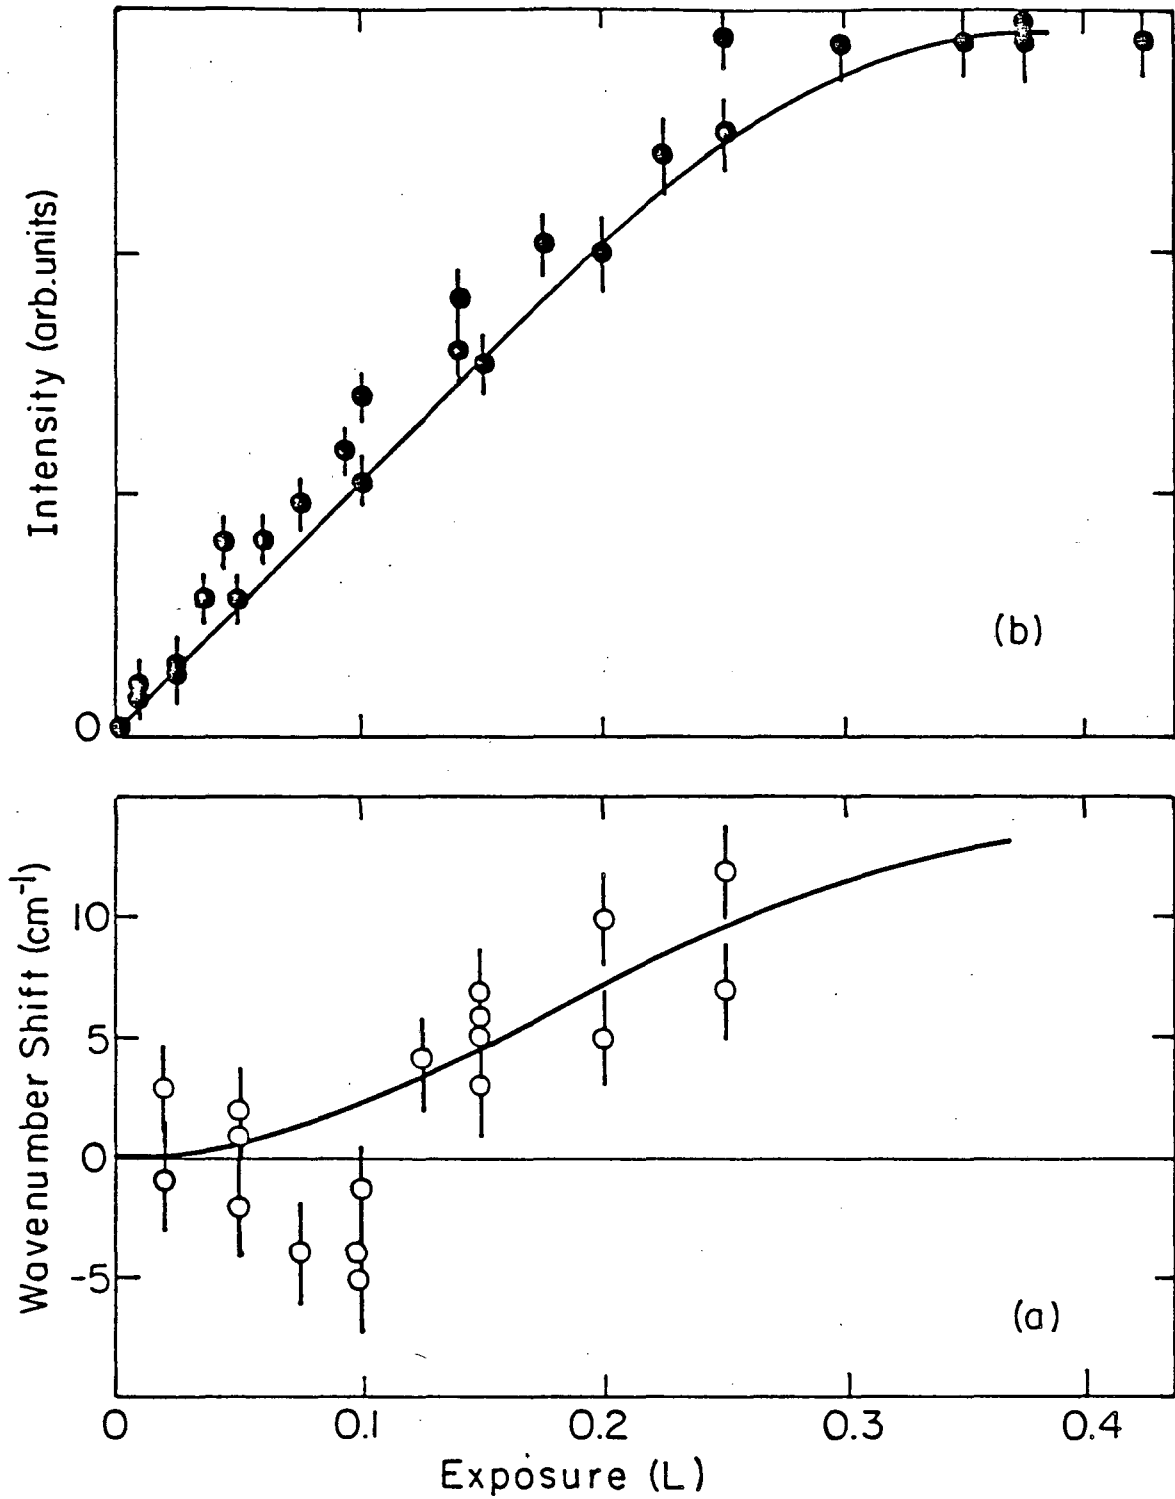 Intensity (arb.units)
0
(b)
Wavenumber Shift (cm⁻¹)
10
5
0
-5
(a)
0 0.1 0.2 0.3 0.4
Exposure (L)